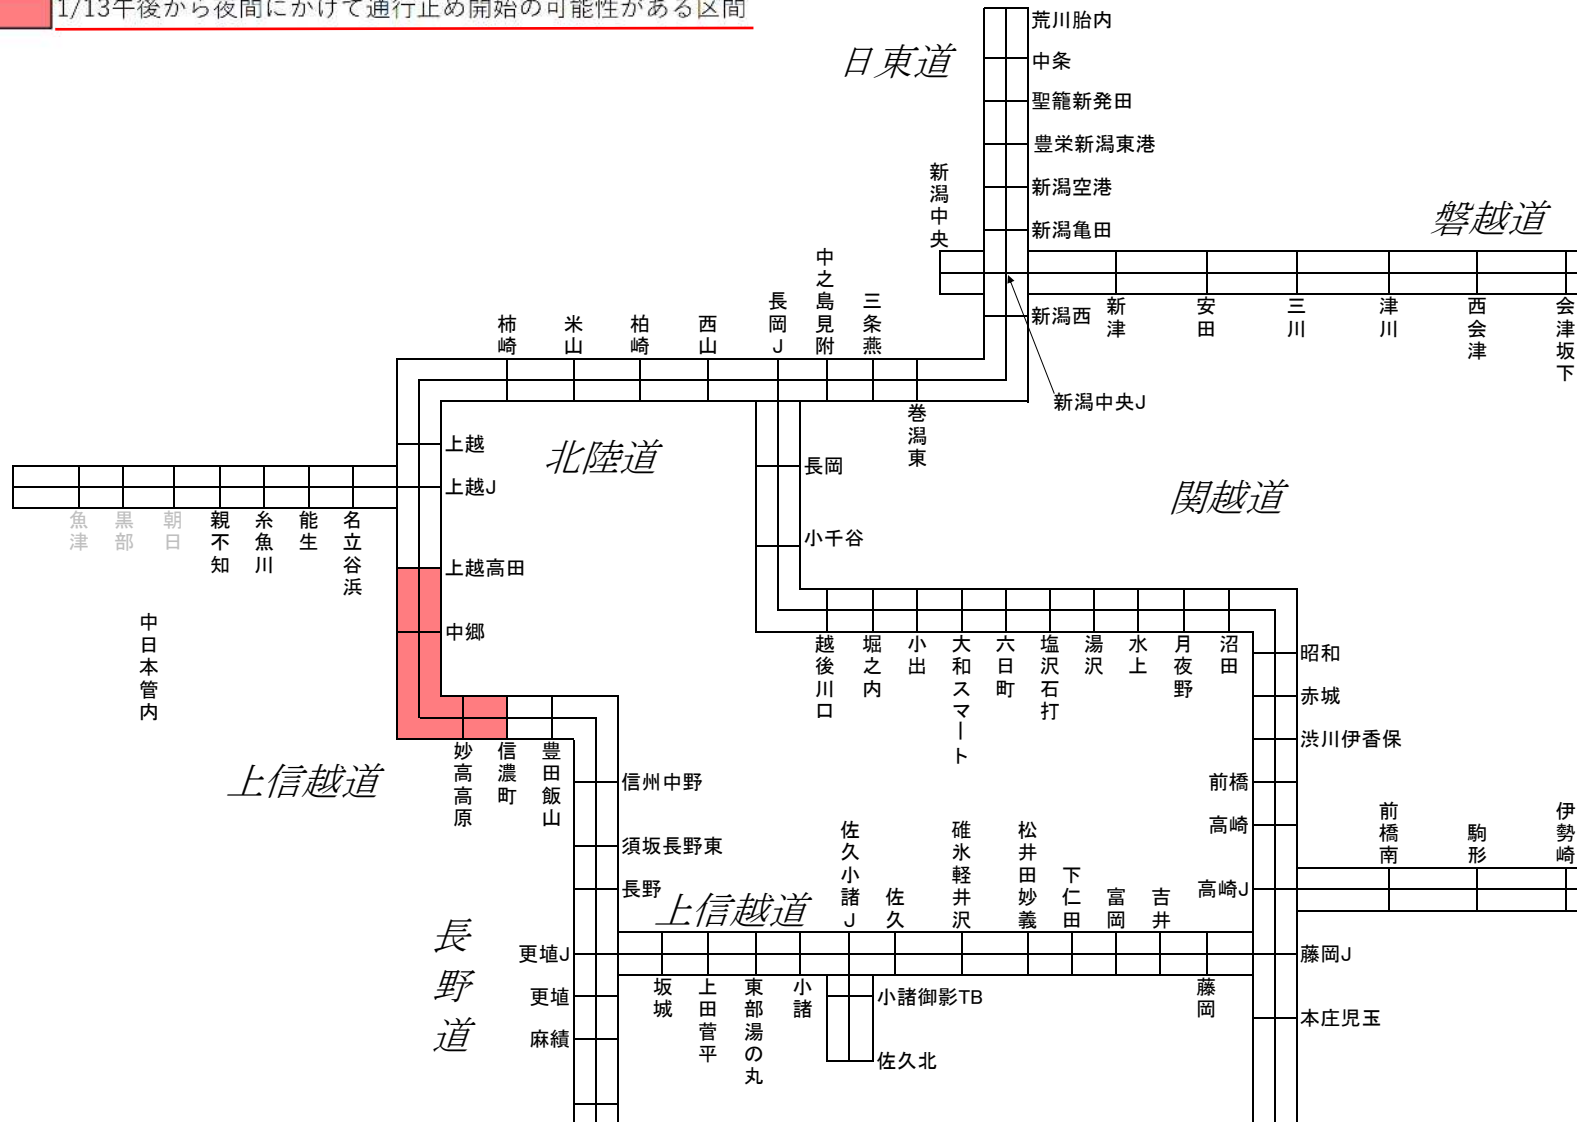 1/13午後から夜間にかけて通行止め開始の可能性がある区間
日東道
荒川胎内
中条
聖籠新発田
豊栄新潟東港
新潟空港
新潟亀田
新潟中央
新潟西
新潟中央J
磐越道
新津
安田
三川
津川
西会津
会津坂下
柿崎
米山
柏崎
西山
長岡J
中之島見附
三条燕
巻潟東
北陸道
上越
上越J
魚津
黒部
朝日
親不知
糸魚川
能生
名立谷浜
中日本管内
上越高田
中郷
長岡
小千谷
関越道
越後川口
堀之内
小出
大和スマート
六日町
塩沢石打
湯沢
水上
月夜野
沼田
昭和
赤城
渋川伊香保
前橋
高崎
高崎J
前橋南
駒形
伊勢崎
上信越道
妙高高原
信濃町
豊田飯山
信州中野
須坂長野東
長野
上信越道
佐久小諸J
佐久
碓氷軽井沢
松井田妙義
下仁田
富岡
吉井
藤岡J
長野道
更埴J
更埴
麻績
坂城
上田菅平
東部湯の丸
小諸
小諸御影TB
佐久北
藤岡
本庄児玉